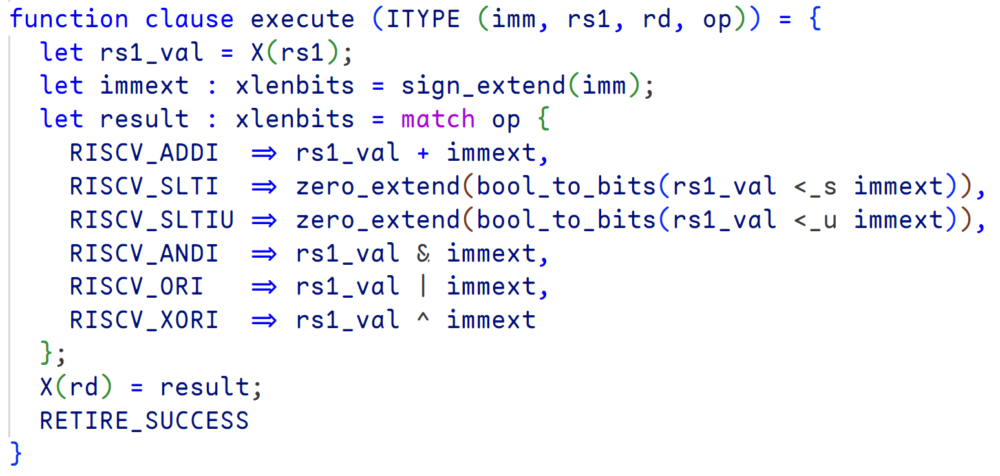 function clause execute (ITYPE (imm, rs1, rd, op)) = {
  let rs1_val = X(rs1);
  let immext : xlenbits = sign_extend(imm);
  let result : xlenbits = match op {
    RISCV_ADDI  => rs1_val + immext,
    RISCV_SLTI  => zero_extend(bool_to_bits(rs1_val <_s immext)),
    RISCV_SLTIU => zero_extend(bool_to_bits(rs1_val <_u immext)),
    RISCV_ANDI  => rs1_val & immext,
    RISCV_ORI   => rs1_val | immext,
    RISCV_XORI  => rs1_val ^ immext
  };
  X(rd) = result;
  RETIRE_SUCCESS
}